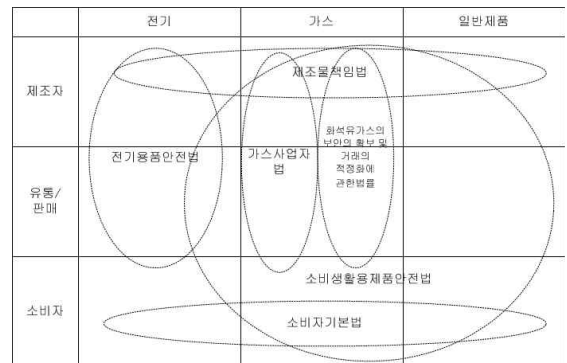 전기 가스 일반제품
제조자
제조물책임법
화석유가스의
보안의 확보 및
거래의
적정화에
관한법률
전기용품안전법
가스사업자
법
유통/
판매
소비생활용제품안전법
소비자
소비자기본법